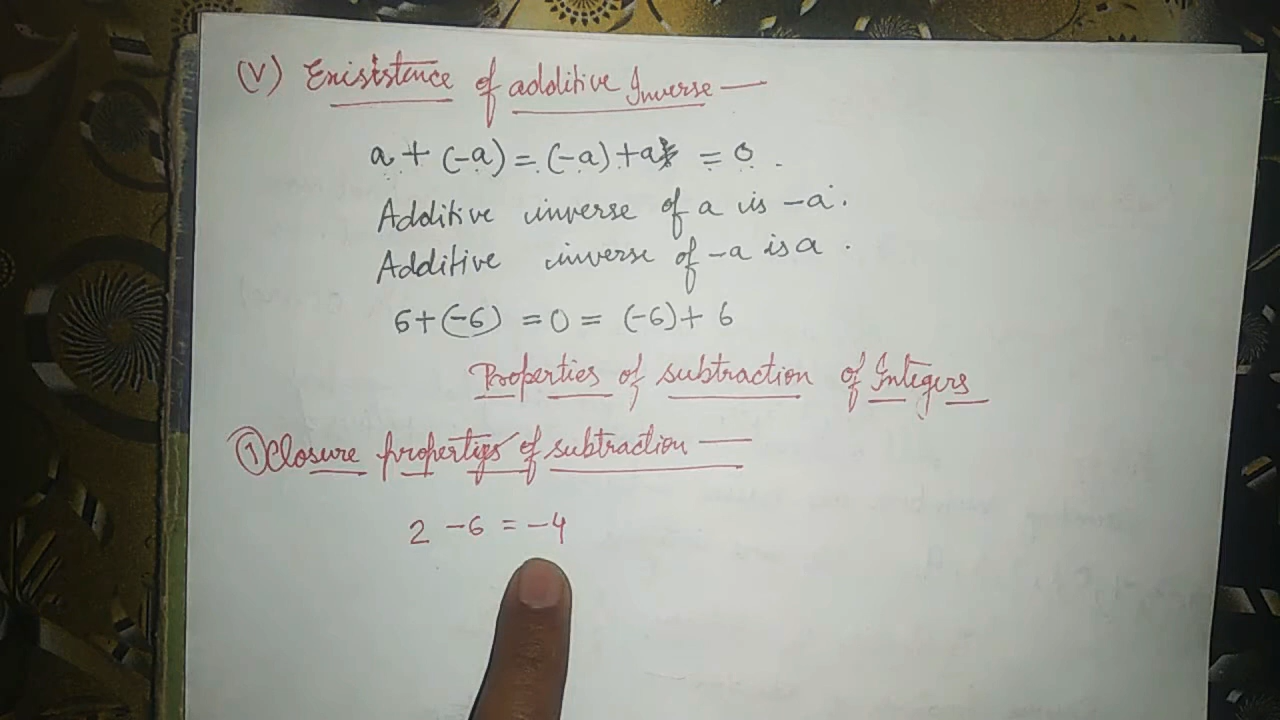 (V) Exisistence of additive Inverse —
a + (-a) = (-a) + a = 0 .
Additive inverse of a is -a.
Additive inverse of -a is a .
6+(-6) = 0 = (-6)+ 6
Properties of subtraction of Integers
① Closure properties of subtraction —
2 -6 = -4